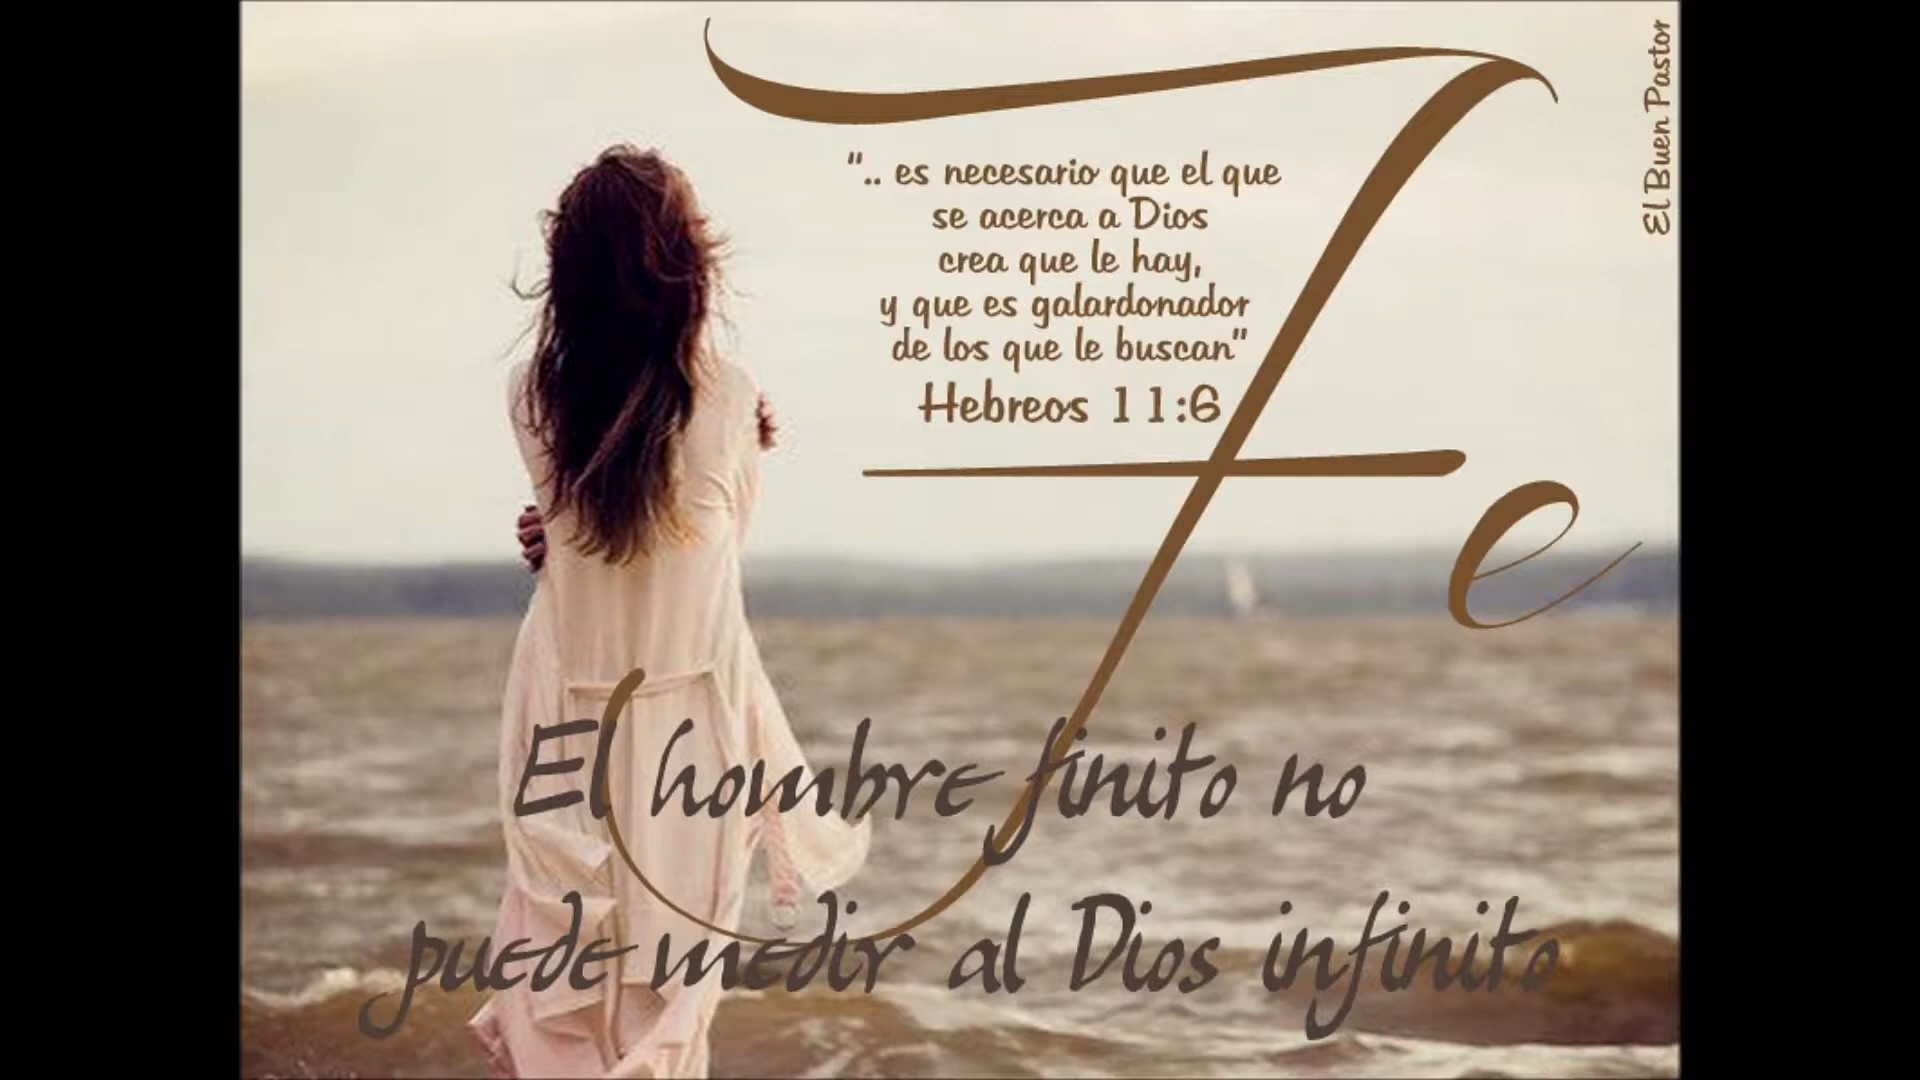 Fe
".. es necesario que el que
se acerca a Dios
crea que le hay,
y que es galardonador
de los que le buscan"
Hebreos 11:6
El Buen Pastor
El hombre finito no
puede medir al Dios infinito